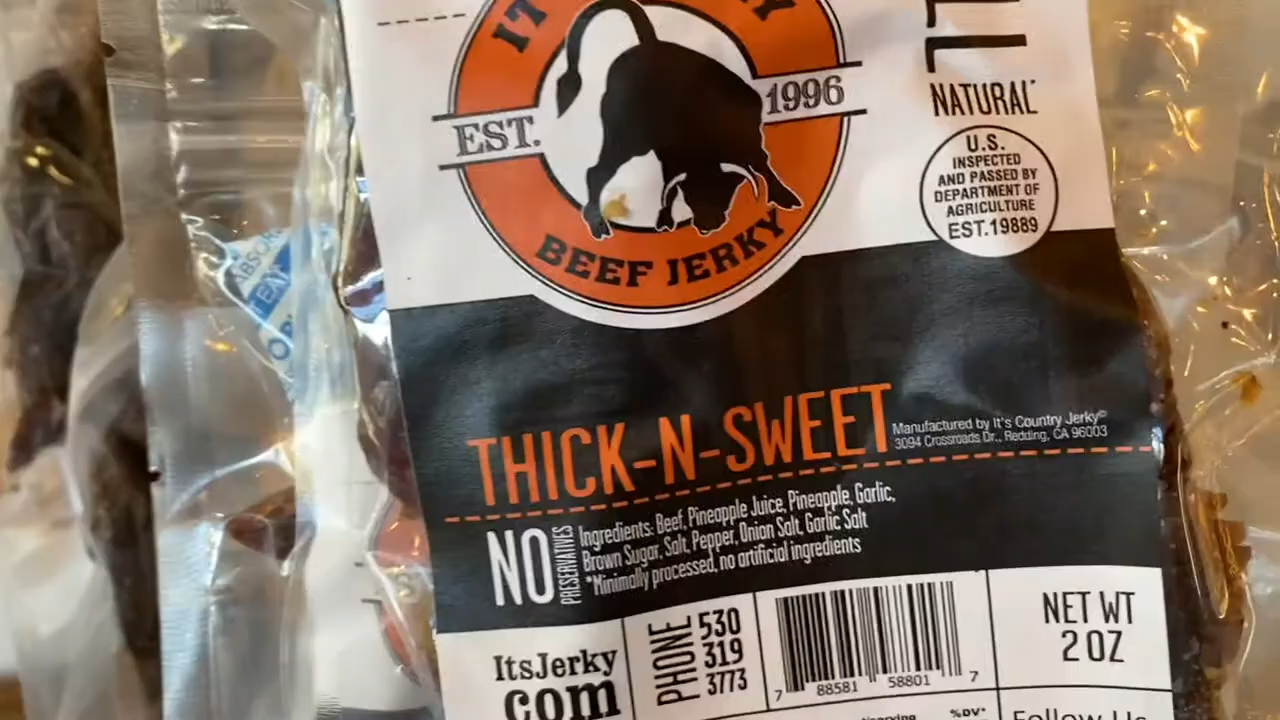 IT
EST.
1996
BEEF JERKY
NATURAL*
U.S.
INSPECTED
AND PASSED BY
DEPARTMENT OF
AGRICULTURE
EST.19889
ABSOR
EAT
THICK-N-SWEET
Manufactured by It's Country Jerky©
3094 Crossroads Dr., Redding, CA 96003
NO
PRESERVATIVES
Ingredients: Beef, Pineapple Juice, Pineapple, Garlic,
Brown Sugar, Salt, Pepper, Onion Salt, Garlic Salt
*Minimally processed, no artificial ingredients
ItsJerky
com
PHONE
530
319
3773
7 88581 58801 7
NET WT
2 OZ
%DV*
Follow Us